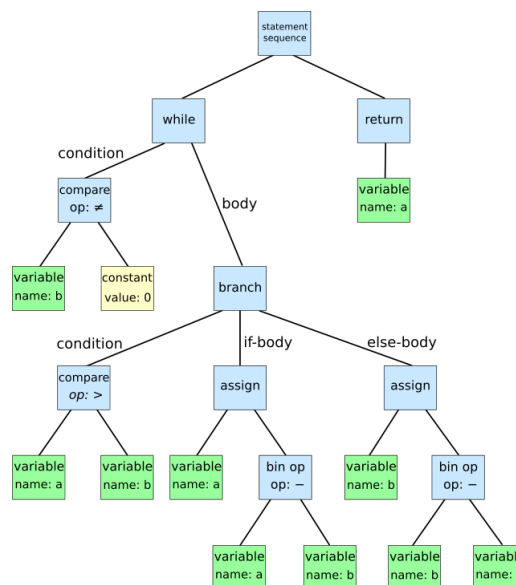 statement
sequence
while
return
condition
body
compare
op: ≠
variable
name: a
variable
name: b
constant
value: 0
branch
condition
if-body
else-body
compare
op: >
assign
assign
variable
name: a
variable
name: b
variable
name: a
bin op
op: −
variable
name: b
bin op
op: −
variable
name: a
variable
name: b
variable
name: b
variable
name: